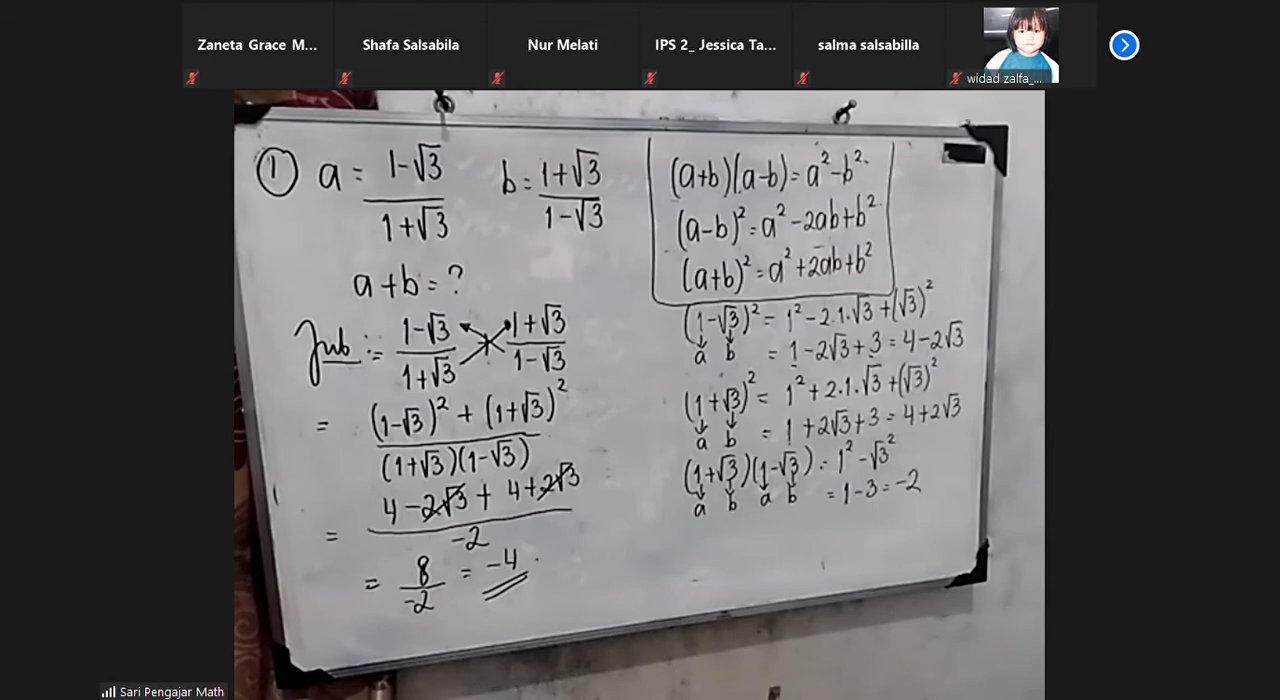 Zaneta Grace M...
Shafa Salsabila
Nur Melati
IPS 2_ Jessica Ta...
salma salsabilla
widad zalfa_...
① a = (1-√3)/(1+√3) b = (1+√3)/(1-√3)
a+b = ?
Jwb := (1-√3)/(1+√3) (1+√3)/(1-√3)
= ((1-√3)² + (1+√3)²)/((1+√3)(1-√3))
= (4-2√3 + 4+2√3)/-2
= 8/-2 = -4
(a+b)(a-b) = a²-b²
(a-b)² = a²-2ab+b²
(a+b)² = a²+2ab+b²
(1-√3)² = 1²-2.1.√3+(√3)²
a b = 1-2√3+3 = 4-2√3
(1+√3)² = 1²+2.1.√3+(√3)²
a b = 1+2√3+3 = 4+2√3
(1+√3)(1-√3) = 1²-√3²
a b a b = 1-3 = -2
Sari Pengajar Math